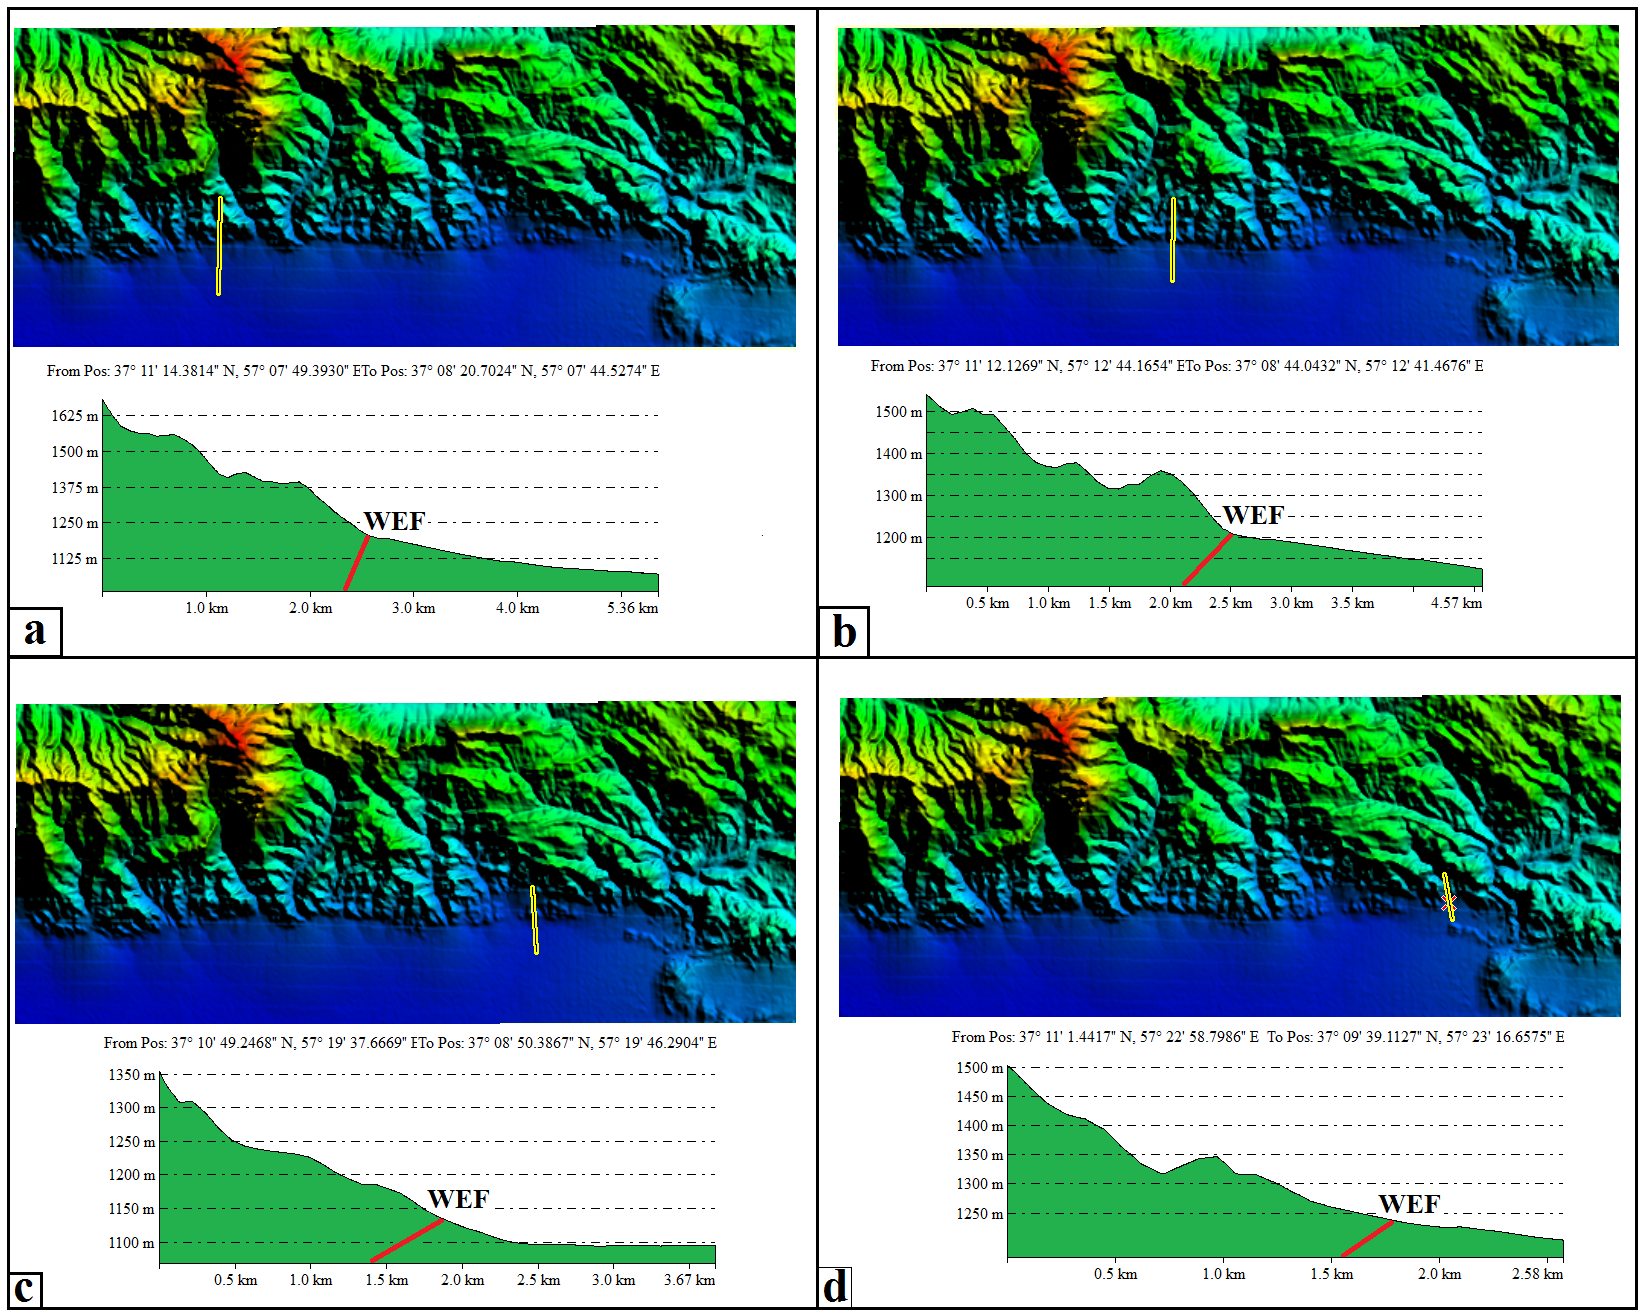 From Pos: 37° 11' 14.3814" N, 57° 07' 49.3930" ETo Pos: 37° 08' 20.7024" N, 57° 07' 44.5274" E
1625 m
1500 m
1375 m
1250 m
1125 m
WEF
1.0 km 2.0 km 3.0 km 4.0 km 5.36 km
a
From Pos: 37° 11' 12.1269" N, 57° 12' 44.1654" ETo Pos: 37° 08' 44.0432" N, 57° 12' 41.4676" E
1500 m
1400 m
1300 m
1200 m
WEF
0.5 km 1.0 km 1.5 km 2.0 km 2.5 km 3.0 km 3.5 km 4.57 km
b
From Pos: 37° 10' 49.2468" N, 57° 19' 37.6669" ETo Pos: 37° 08' 50.3867" N, 57° 19' 46.2904" E
1350 m
1300 m
1250 m
1200 m
1150 m
1100 m
WEF
0.5 km 1.0 km 1.5 km 2.0 km 2.5 km 3.0 km 3.67 km
c
From Pos: 37° 11' 1.4417" N, 57° 22' 58.7986" E To Pos: 37° 09' 39.1127" N, 57° 23' 16.6575" E
1500 m
1450 m
1400 m
1350 m
1300 m
1250 m
WEF
0.5 km 1.0 km 1.5 km 2.0 km 2.58 km
d